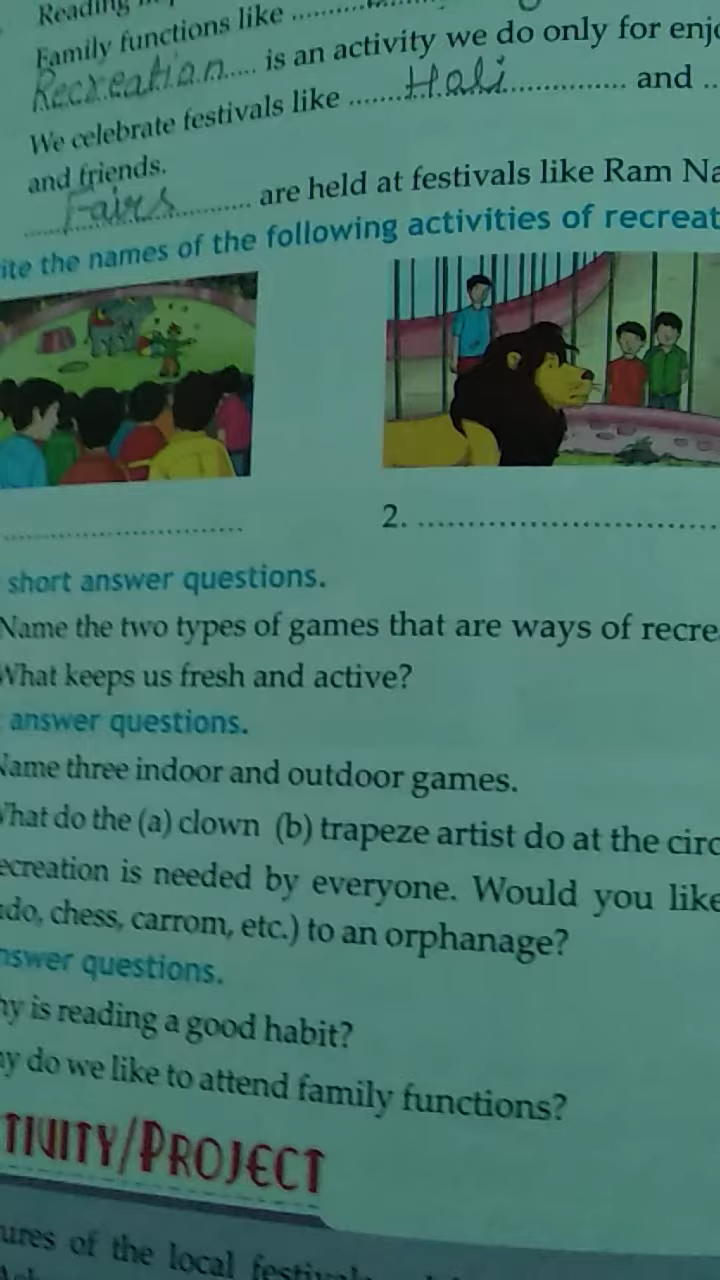 Reading
Family functions like ..........
Recreation..... is an activity we do only for enj
We celebrate festivals like ........Holi............... and ..
and friends.
Fairs .......... are held at festivals like Ram Na
ite the names of the following activities of recreat
2. ..............................
short answer questions.
Name the two types of games that are ways of recre
What keeps us fresh and active?
answer questions.
Name three indoor and outdoor games.
What do the (a) clown (b) trapeze artist do at the circ
ecreation is needed by everyone. Would you like
do, chess, carrom, etc.) to an orphanage?
nswer questions.
hy is reading a good habit?
hy do we like to attend family functions?
TIVITY/PROJECT
ures of the local festival